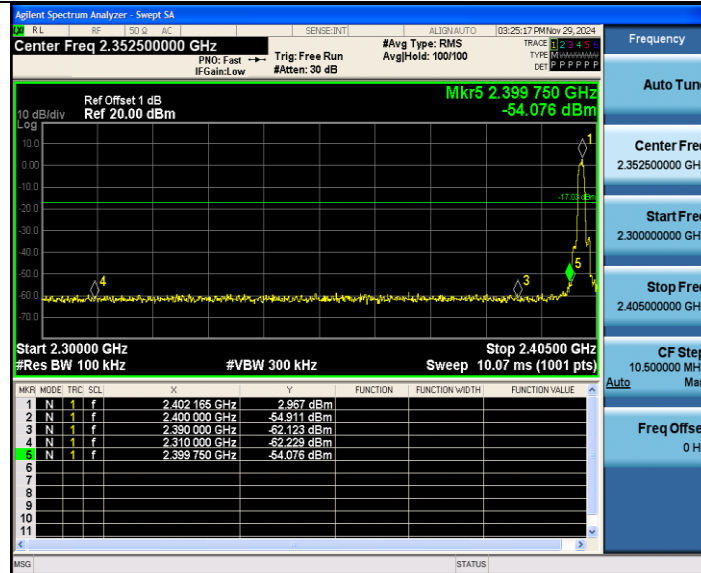 Agilent Spectrum Analyzer - Swept SA
RL RF 50 Ω AC SENSE:INT ALIGNAUTO 03:25:17 PM Nov 29, 2024
Center Freq 2.352500000 GHz
PNO: Fast
IFGain:Low
Trig: Free Run
#Atten: 30 dB
#Avg Type: RMS
Avg|Hold: 100/100
TRACE 1 2 3 4 5 6
TYPE
DET P P P P P P
Frequency
Auto Tune
Mkr5 2.399 750 GHz
-54.076 dBm
Ref Offset 1 dB
10 dB/div Ref 20.00 dBm
Log
10.0
0.00
-10.0
-20.0
-30.0
-40.0
-50.0
-60.0
-70.0
-17.03 dBm
1
5
3
4
Start 2.30000 GHz Stop 2.40500 GHz
#Res BW 100 kHz #VBW 300 kHz Sweep 10.07 ms (1001 pts)
MKR MODE TRC SCL X Y FUNCTION FUNCTION WIDTH FUNCTION VALUE
1 N 1 f 2.402 165 GHz 2.967 dBm
2 N 1 f 2.400 000 GHz -54.911 dBm
3 N 1 f 2.390 000 GHz -62.123 dBm
4 N 1 f 2.310 000 GHz -62.229 dBm
5 N 1 f 2.399 750 GHz -54.076 dBm
6
7
8
9
10
11
Center Freq
2.352500000 GH
Start Freq
2.300000000 GH
Stop Freq
2.405000000 GH
CF Step
10.500000 MH
Auto Ma
Freq Offse
0 H
MSG STATUS